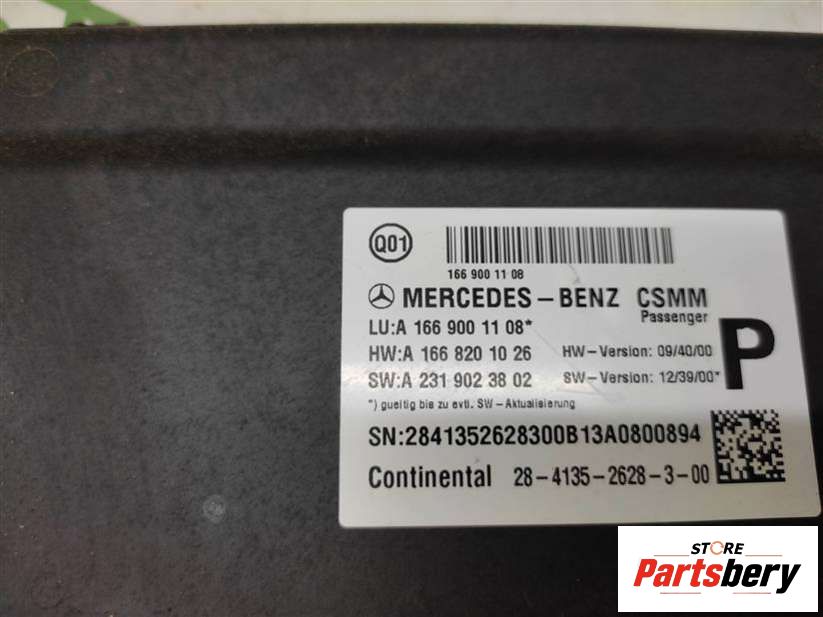 Q01
166 900 11 08
MERCEDES-BENZ CSMM
Passenger
LU:A 166 900 11 08*
HW:A 166 820 10 26 HW-Version: 09/40/00
SW:A 231 902 38 02 SW-Version: 12/39/00*
P
*) gueltig bis zu evtl. SW-Aktualisierung
SN:2841352628300B13A0800894
Continental 28-4135-2628-3-00
STORE
Partsbery